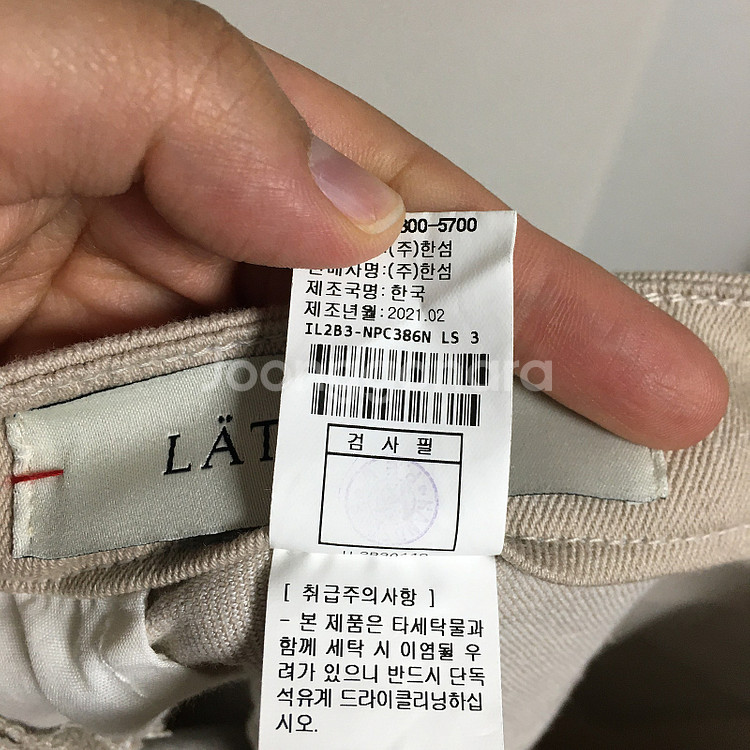 800-5700
(주)한섬
판매사명:(주)한섬
제조국명: 한국
제조년월: 2021.02
IL2B3-NPC386N LS 3
Joonggonara
LÄT
검 사 필
[ 취급주의사항 ]
- 본 제품은 타세탁물과
함께 세탁 시 이염될 우
려가 있으니 반드시 단독
석유계 드라이클리닝하십
시오.